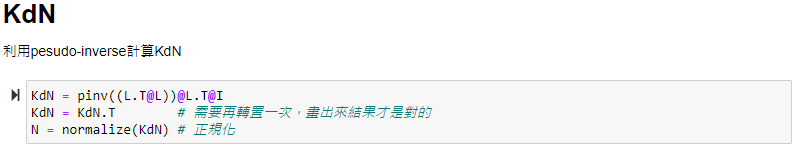 KdN
利用pesudo-inverse計算KdN
KdN = pinv((L.T@L))@L.T@I
KdN = KdN.T        # 需要再轉置一次，畫出來結果才是對的
N = normalize(KdN) # 正規化